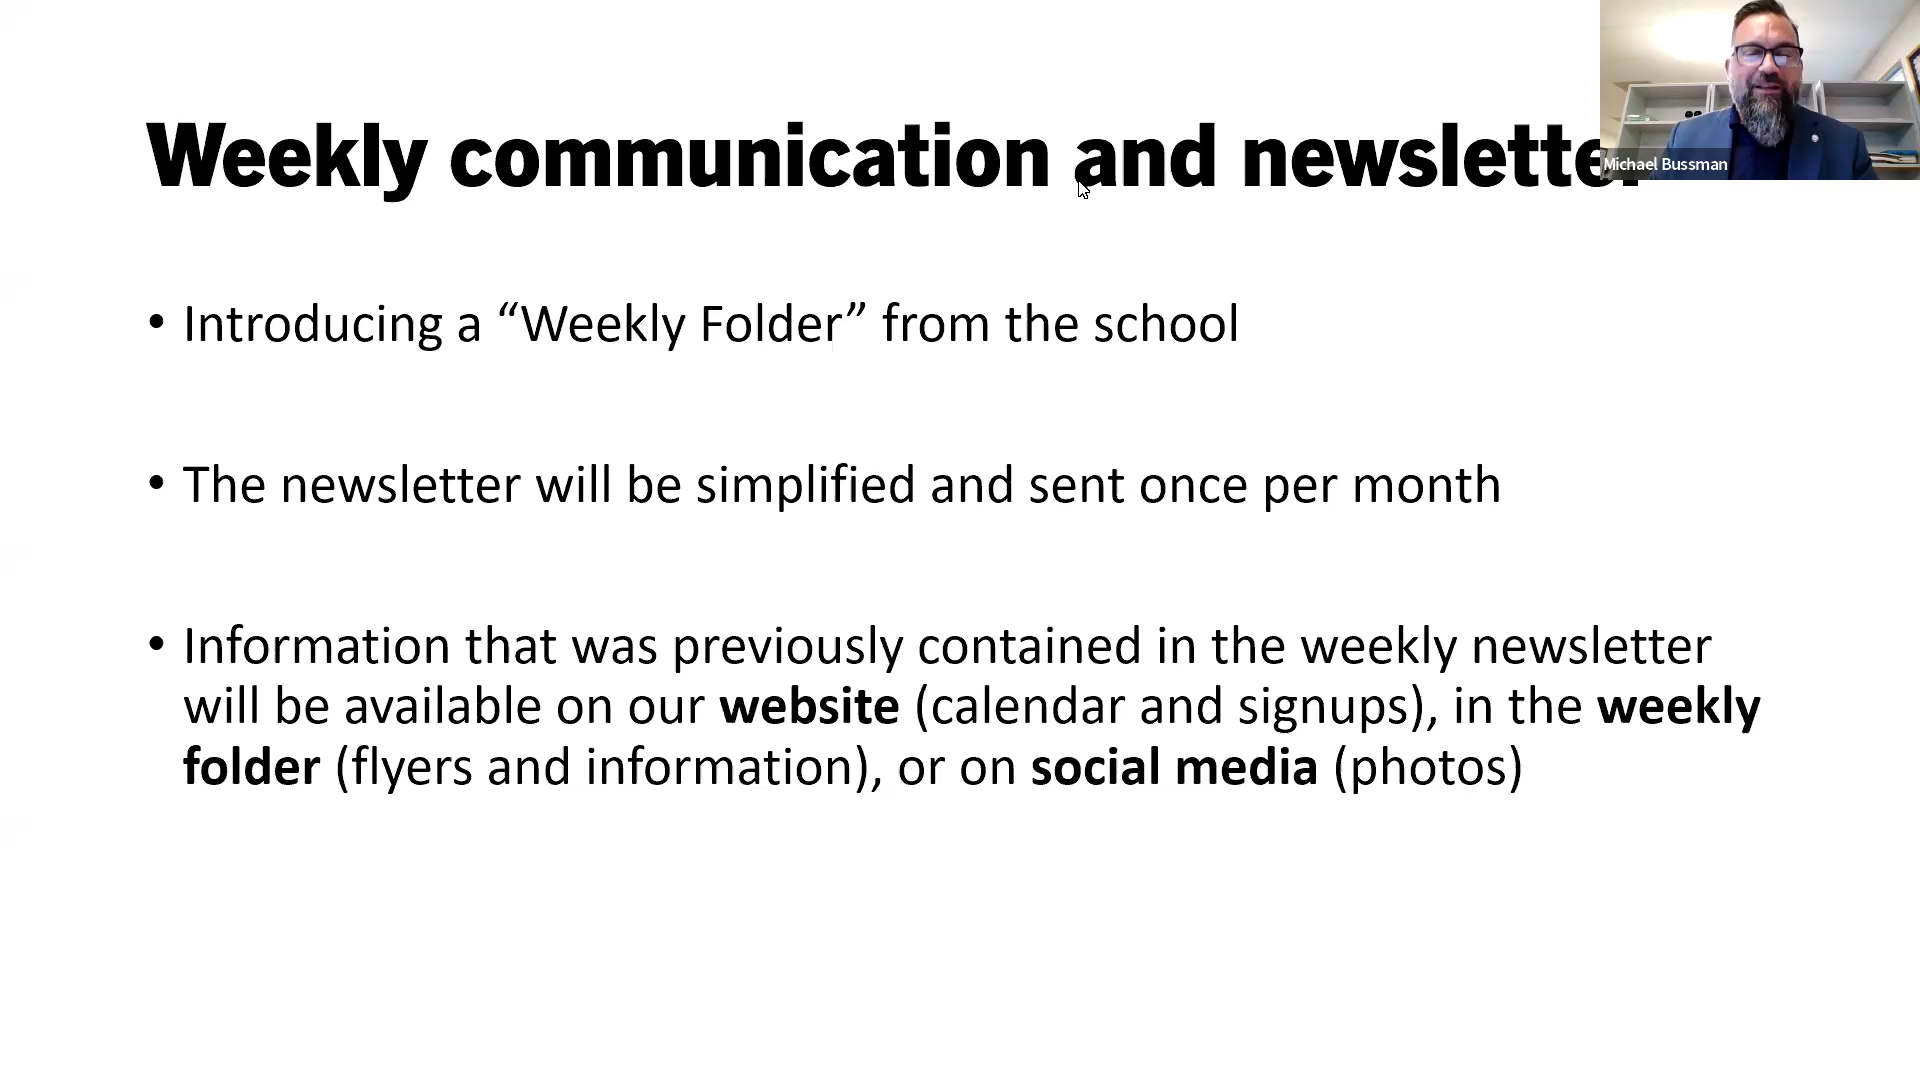 Weekly communication and newsletter
Michael Bussman
• Introducing a “Weekly Folder” from the school
• The newsletter will be simplified and sent once per month
• Information that was previously contained in the weekly newsletter
will be available on our website (calendar and signups), in the weekly
folder (flyers and information), or on social media (photos)